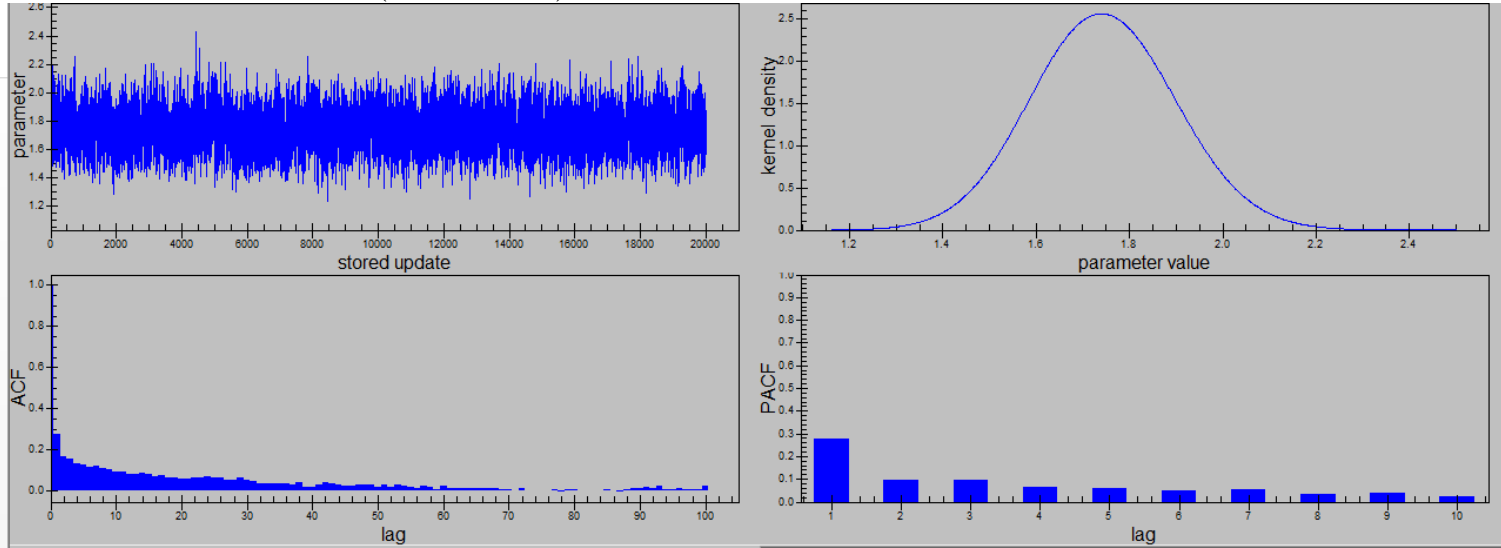 2.6
2.4
2.2
2.0
1.8
1.6
1.4
1.2
parameter
0 2000 4000 6000 8000 10000 12000 14000 16000 18000 20000
stored update
2.5
2.0
1.5
1.0
0.5
0.0
kernel density
1.2 1.4 1.6 1.8 2.0 2.2 2.4
parameter value
1.0
0.8
0.6
0.4
0.2
0.0
ACF
0 10 20 30 40 50 60 70 80 90 100
lag
1.0
0.9
0.8
0.7
0.6
0.5
0.4
0.3
0.2
0.1
0.0
PACF
1 2 3 4 5 6 7 8 9 10
lag